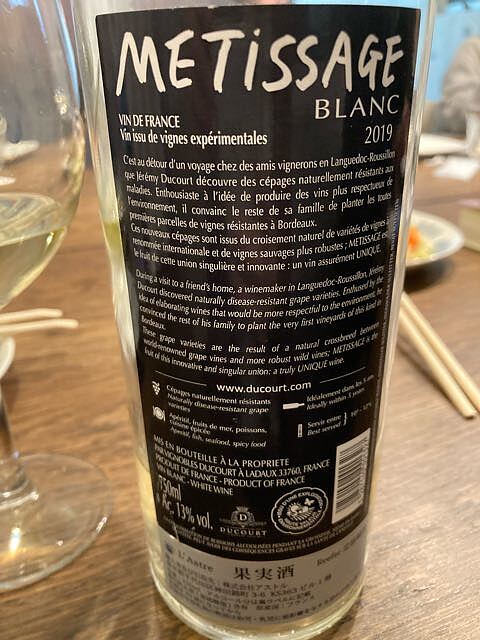 METISSAGE
BLANC
2019
VIN DE FRANCE
Vin issu de vignes expérimentales
C'est au détour d'un voyage chez des amis vignerons en Languedoc-Roussillon
que Jérémy Ducourt découvre des cépages naturellement résistants aux
maladies. Enthousiaste à l'idée de produire des vins plus respectueux de
l'environnement, il convainc le reste de sa famille de planter les toutes
premières parcelles de vignes résistantes à Bordeaux.
Ces nouveaux cépages sont issus du croisement naturel de variétés de vignes
renommée internationale et de vignes sauvages plus robustes ; METISSAGE est
le fruit de cette union singulière et innovante : un vin assurément UNIQUE.
During a visit to a friend's home, a winemaker in Languedoc-Roussillon, Jérémy
Ducourt discovered naturally disease-resistant grape varieties. Enthused by the
idea of elaborating wines that would be more respectful to the environment, he
convinced the rest of his family to plant the very first vineyards of this kind in
Bordeaux.
These grape varieties are the result of a natural crossbreed between
world-renowned grape vines and more robust wild vines; METISSAGE is the
fruit of this innovative and singular union: a truly UNIQUE wine.
www.ducourt.com
Cépages naturellement résistants
Naturally disease-resistant grape
varieties
Idéalement dans les 3 ans
Ideally within 3 years
Apéritif, fruits de mer, poissons,
cuisine épicée
Apéritif, fish, seafood, spicy food
Servir entre
Best served
MIS EN BOUTEILLE À LA PROPRIETE
PAR VIGNOBLES DUCOURT À LADAUX 33760, FRANCE
PRODUIT DE FRANCE - PRODUCT OF FRANCE
VIN BLANC - WHITE WINE
750ml
Alc. 13% vol.
D
DUCOURT
L'Astre
果実酒